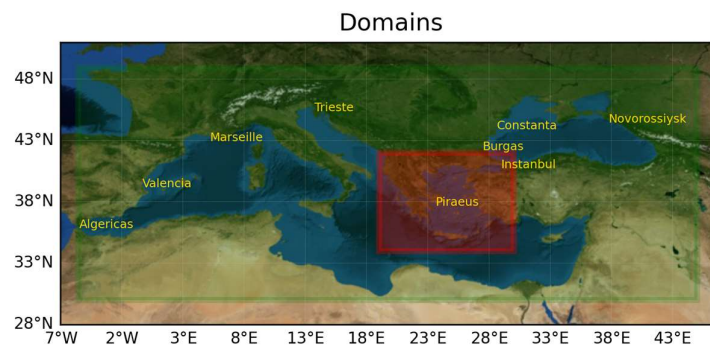 Domains
48°N
Trieste
Novorossiysk
Constanta
43°N
Marseille
Burgas
Instanbul
Valencia
38°N
Piraeus
Algericas
33°N
28°N
7°W 2°W 3°E 8°E 13°E 18°E 23°E 28°E 33°E 38°E 43°E